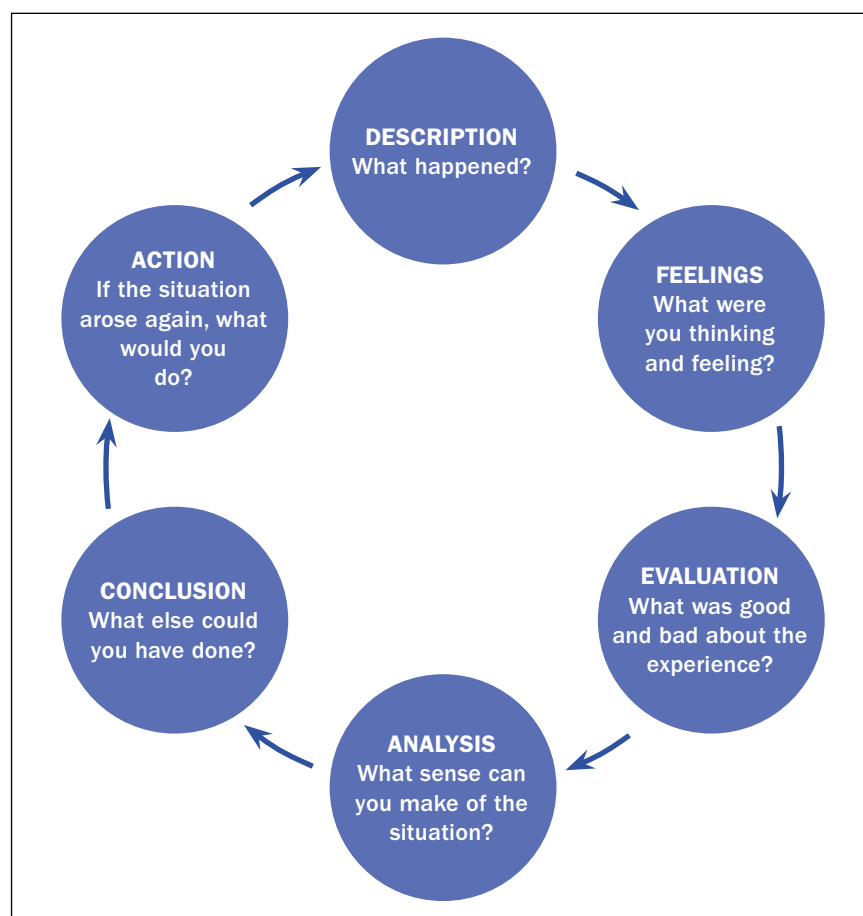 DESCRIPTION
What happened?
FEELINGS
What were
you thinking
and feeling?
EVALUATION
What was good
and bad about the
experience?
ANALYSIS
What sense can
you make of the
situation?
CONCLUSION
What else could
you have done?
ACTION
If the situation
arose again, what
would you
do?